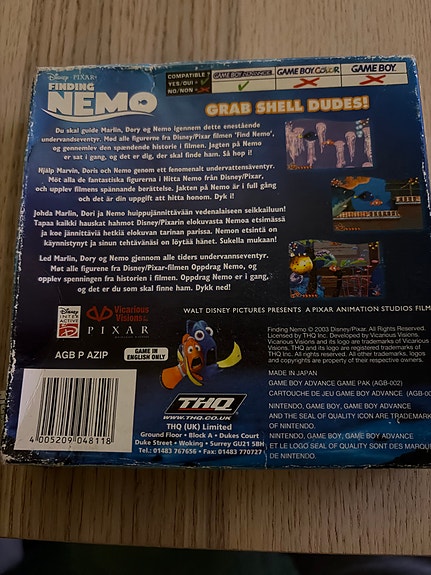 Disney · PIXAR
FINDING
NEMO
COMPATIBLE ?
YES/OUI = ✓
NO/NON = ✗
GAME BOY ADVANCE
GAME BOY COLOR
GAME BOY
GRAB SHELL DUDES!
Du skal guide Marlin, Dory og Nemo igennem dette enestående
undervandseventyr. Mød alle figurerne fra Disney/Pixar filmen 'Find Nemo',
og gennemlev den spændende historie i filmen. Jagten på Nemo
er sat i gang, og det er dig, der skal finde ham. Så hop i!
Hjälp Marvin, Doris och Nemo genom ett fenomenalt undervattensäventyr.
Möt alla de fantastiska figurerna i Hitta Nemo från Disney/Pixar,
och upplev filmens spännande berättelse. Jakten på Nemo är i full gång
och det är din uppgift att hitta honom. Dyk i!
Johda Marlin, Dori ja Nemo huippujännittävään vedenalaiseen seikkailuun!
Tapaa kaikki hauskat hahmot Disneyn/Pixarin elokuvasta Nemoa etsimässä
ja koe jännittäviä hetkiä elokuvan tarinan parissa. Nemon etsintä on
käynnistynyt ja sinun tehtävänäsi on löytää hänet. Sukella mukaan!
Led Marlin, Dory og Nemo gjennom alle tiders undervannseventyr.
Møt alle figurene fra Disney/Pixar-filmen Oppdrag Nemo, og
opplev spenningen fra historien i filmen. Oppdrag Nemo er i gang,
og det er du som skal finne ham! Dykk ned!
WALT DISNEY PICTURES PRESENTS A PIXAR ANIMATION STUDIOS FILM
Disney
INTER
ACTIVE
Vicarious
Visions
PIXAR
ANIMATION STUDIOS
AGB P AZIP
GAME IN
ENGLISH ONLY
Finding Nemo © 2003 Disney/Pixar. All Rights Reserved.
Licensed by THQ Inc. Developed by Vicarious Visions.
Vicarious Visions and its logo are trademarks of Vicarious
Visions. THQ and its logo are registered trademarks of
THQ Inc. All rights reserved. All other trademarks, logos
and copyrights are property of their respective
MADE IN JAPAN
GAME BOY ADVANCE GAME PAK (AGB-002)
CARTOUCHE DE JEU GAME BOY ADVANCE (AGB-00
NINTENDO, GAME BOY, GAME BOY ADVANCE
AND THE SEAL OF QUALITY ICON ARE TRADEMARK
OF NINTENDO.
NINTENDO, GAME BOY, GAME BOY ADVANCE
ET LE LOGO SEAL OF QUALITY SONT DES MARQUE
DE NINTENDO.
THQ
WWW.THQ.CO.UK
THQ (UK) Limited
Ground Floor • Block A • Dukes Court
Duke Street • Woking • Surrey GU21 5BH
Tel.: 01483 767656 • Fax: 01483 770727
4 005209 048118